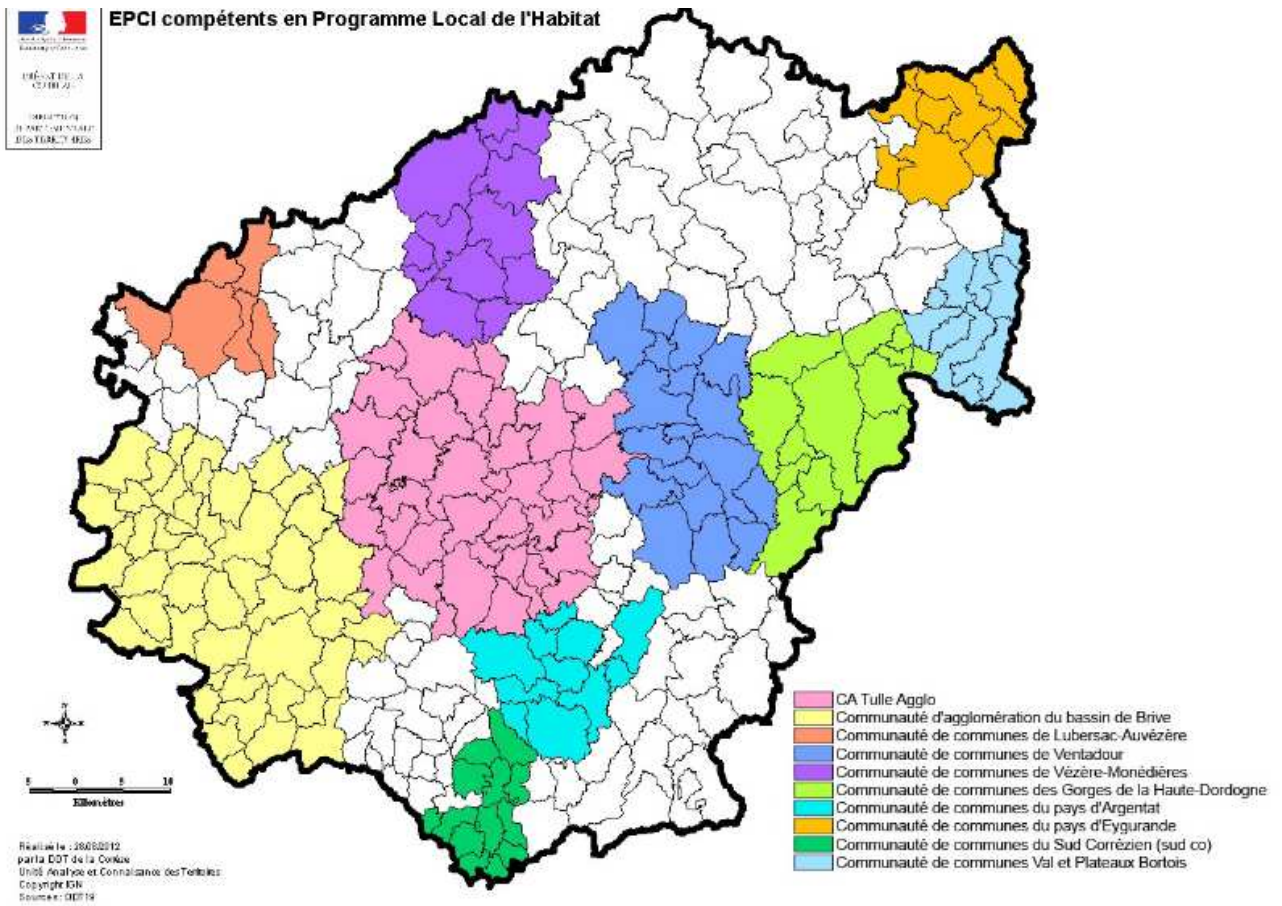 EPCI compétents en Programme Local de l'Habitat
CA Tulle Agglo
Communauté d'agglomération du bassin de Brive
Communauté de communes de Lubersac-Auvézère
Communauté de communes de Ventadour
Communauté de communes de Vézère-Monédières
Communauté de communes des Gorges de la Haute-Dordogne
Communauté de communes du pays d'Argentat
Communauté de communes du pays d'Eygurande
Communauté de communes du Sud Corrézien (sud co)
Communauté de communes Val et Plateaux Bortois
5 0 5 10
Kilomètres
Réalisé le : 28/08/2012
par la DDT de la Corrèze
Unité Analyse et Connaissance des Territoires
Copyright IGN
Sources : DDT19